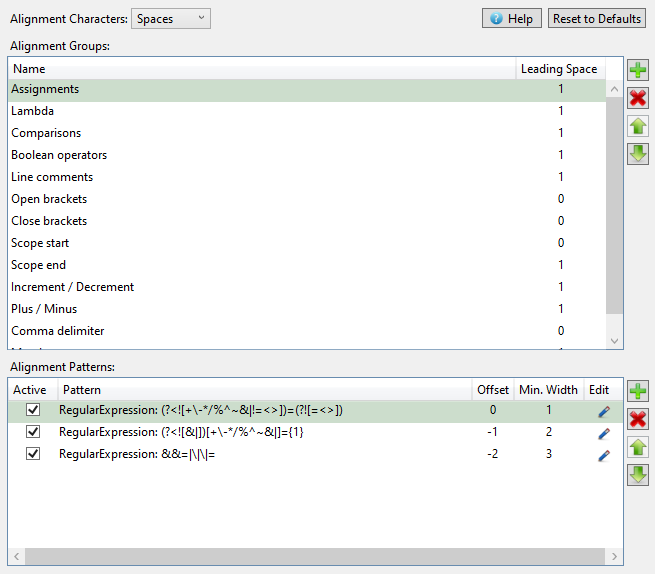 Alignment Characters: Spaces Help Reset to Defaults
Alignment Groups:
Name Leading Space
Assignments 1
Lambda 1
Comparisons 1
Boolean operators 1
Line comments 1
Open brackets 0
Close brackets 0
Scope start 0
Scope end 1
Increment / Decrement 1
Plus / Minus 1
Comma delimiter 0
Alignment Patterns:
Active Pattern Offset Min. Width Edit
RegularExpression: (?<![+\-*/%^~&|!=<>])=(?![=<>]) 0 1
RegularExpression: (?<![&|])[+\-*/%^~&|]={1} -1 2
RegularExpression: &&=|\|\|= -2 3